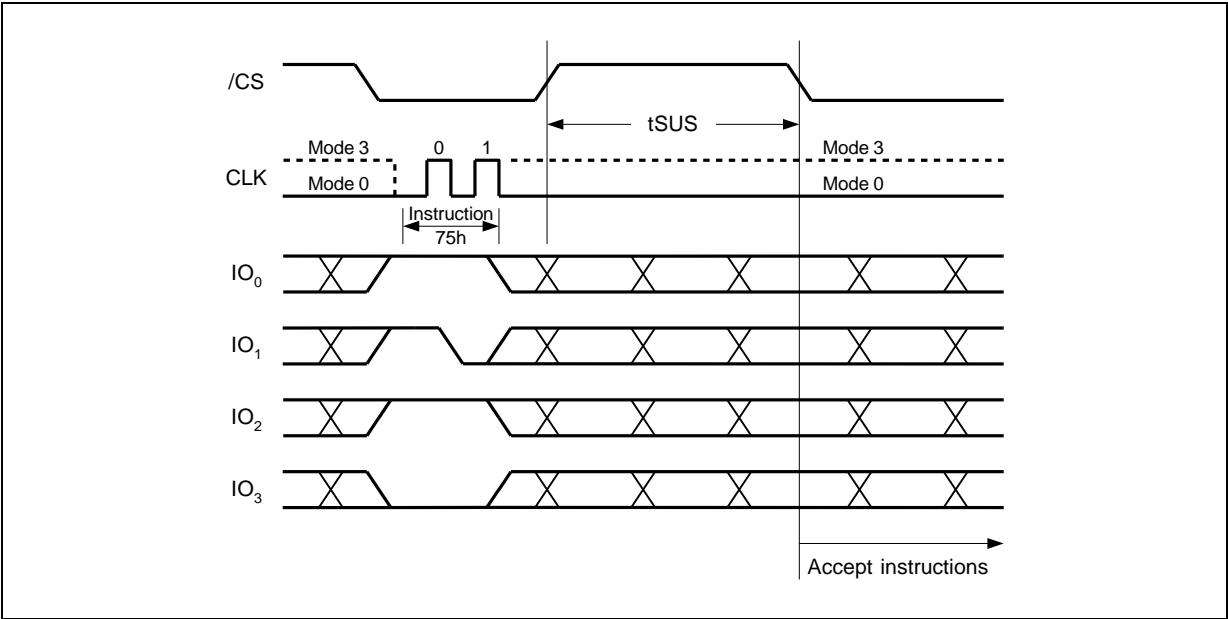 /CS
tSUS
Mode 3 0 1 Mode 3
CLK
Mode 0 Mode 0
Instruction
75h
IO0
IO1
IO2
IO3
Accept instructions